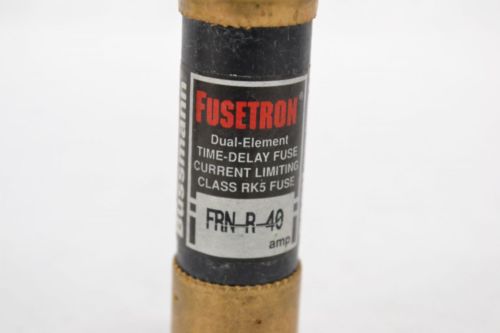 Bussmann
FUSETRON®
Dual-Element
TIME-DELAY FUSE
CURRENT LIMITING
CLASS RK5 FUSE
FRN-R-40
amp